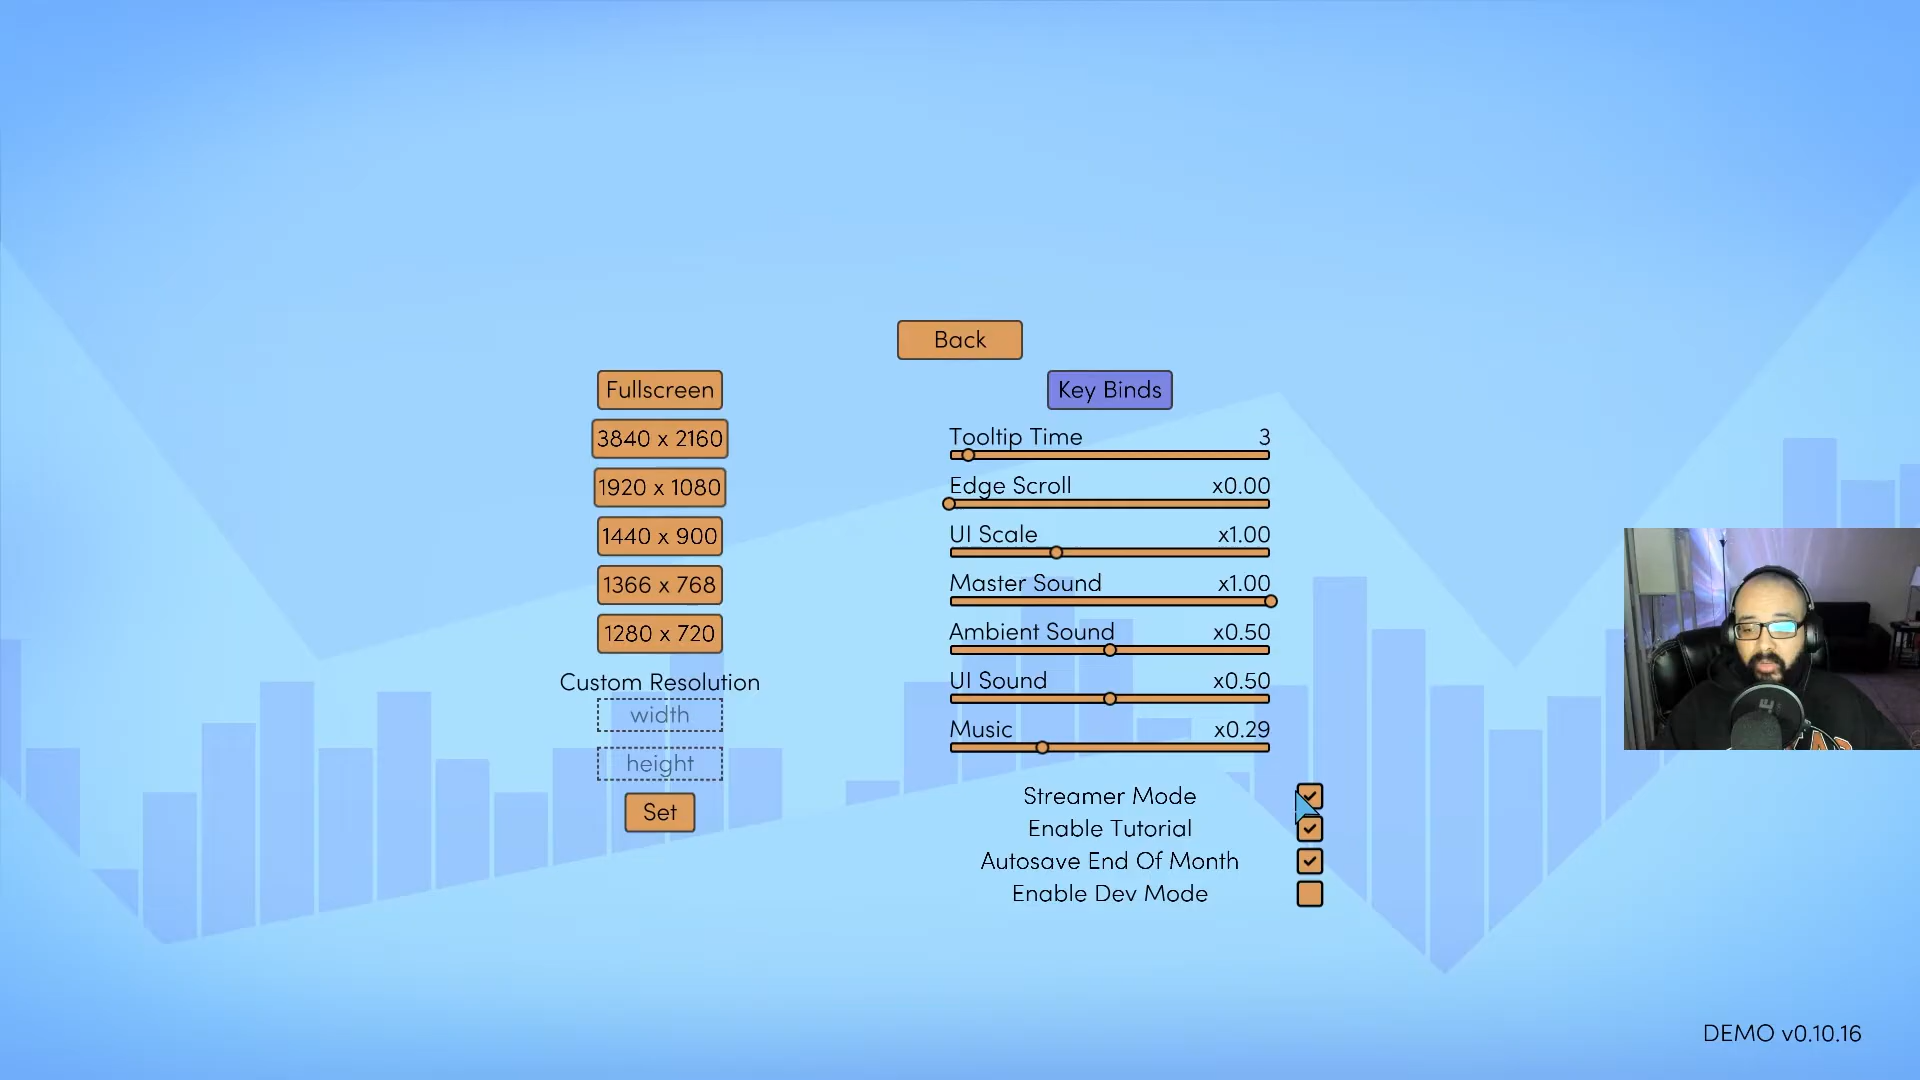 Back
Fullscreen
3840 x 2160
1920 x 1080
1440 x 900
1366 x 768
1280 x 720
Custom Resolution
width
height
Set
Key Binds
Tooltip Time 3
Edge Scroll x0.00
UI Scale x1.00
Master Sound x1.00
Ambient Sound x0.50
UI Sound x0.50
Music x0.29
Streamer Mode
Enable Tutorial
Autosave End Of Month
Enable Dev Mode
DEMO v0.10.16